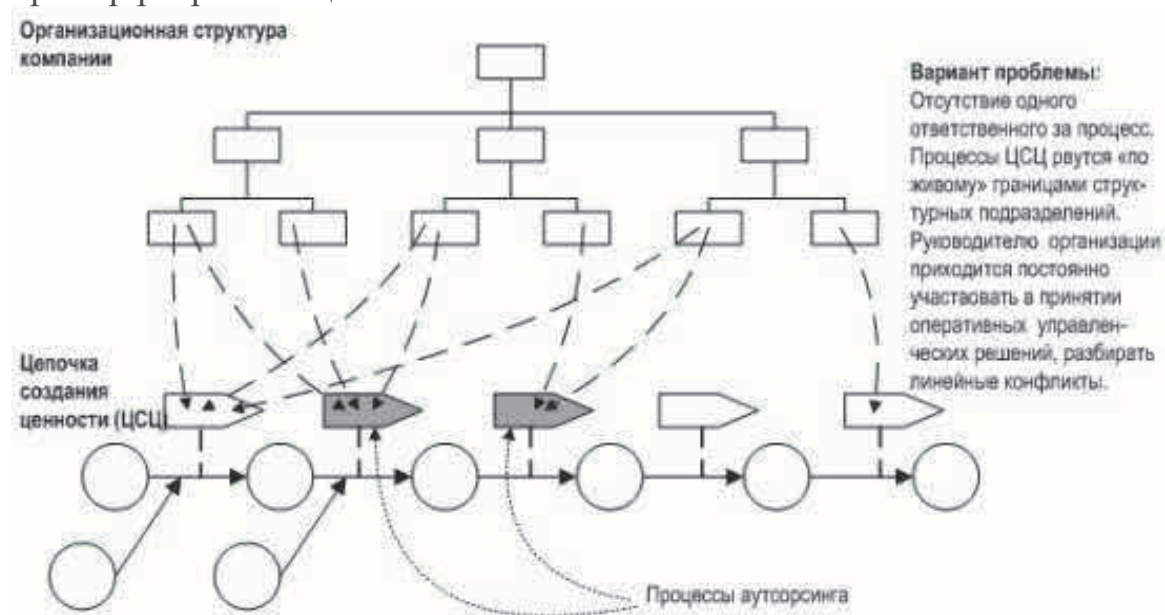 Организационная структура
компании
Вариант проблемы:
Отсутствие одного
ответственного за процесс.
Процессы ЦСЦ рвутся «по
живому» границами струк-
турных подразделений.
Руководителю организации
приходится постоянно
участвовать в принятии
оперативных управлен-
ческих решений, разбирать
линейные конфликты.
Цепочка
создания
ценности (ЦСЦ)
Процессы аутсорсинга